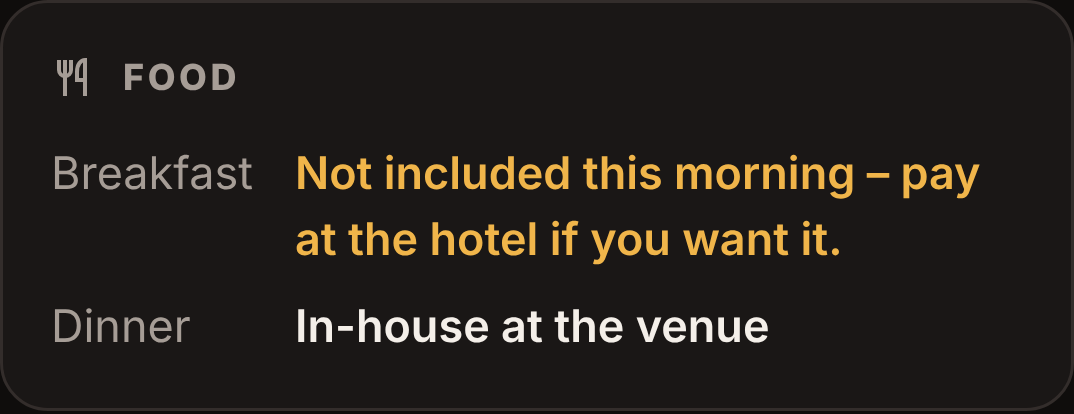 FOOD
Breakfast Not included this morning – pay
at the hotel if you want it.
Dinner In-house at the venue